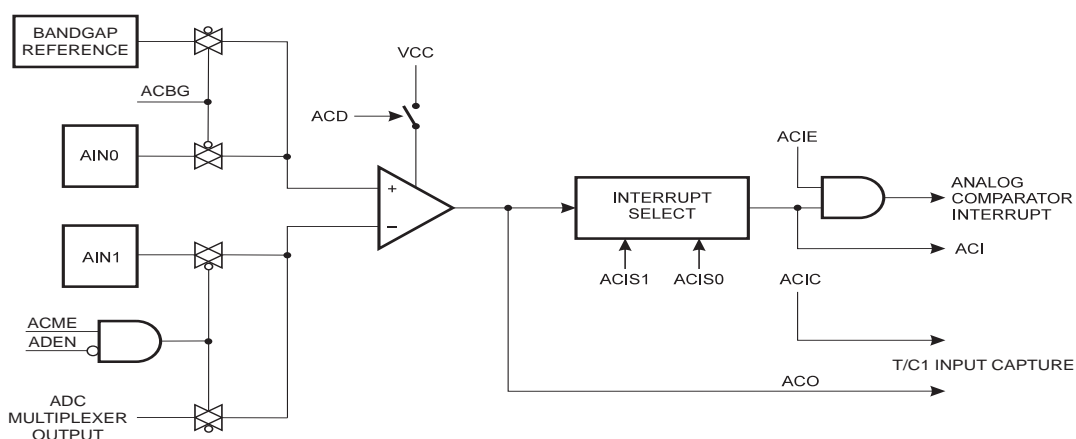 BANDGAP
REFERENCE
VCC
ACBG
ACD
AIN0
ACIE
+
−
INTERRUPT
SELECT
ANALOG
COMPARATOR
INTERRUPT
AIN1
ACI
ACIS1
ACIS0
ACIC
ACME
ADEN
T/C1 INPUT CAPTURE
ACO
ADC
MULTIPLEXER
OUTPUT